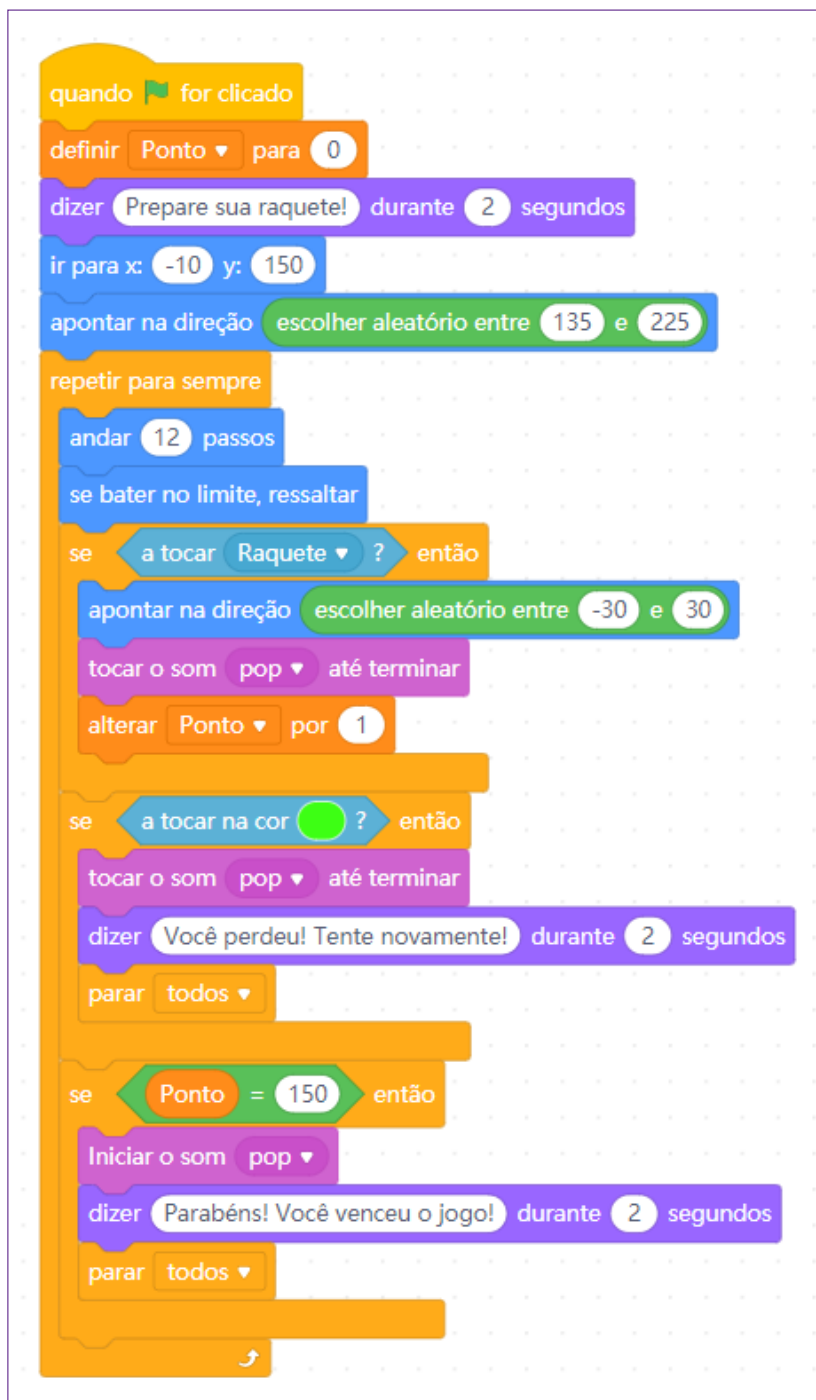 quando for clicado
definir Ponto para 0
dizer Prepare sua raquete! durante 2 segundos
ir para x: -10 y: 150
apontar na direção escolher aleatório entre 135 e 225
repetir para sempre
andar 12 passos
se bater no limite, ressaltar
se a tocar Raquete ? então
apontar na direção escolher aleatório entre -30 e 30
tocar o som pop até terminar
alterar Ponto por 1
se a tocar na cor ? então
tocar o som pop até terminar
dizer Você perdeu! Tente novamente! durante 2 segundos
parar todos
se Ponto = 150 então
Iniciar o som pop
dizer Parabéns! Você venceu o jogo! durante 2 segundos
parar todos